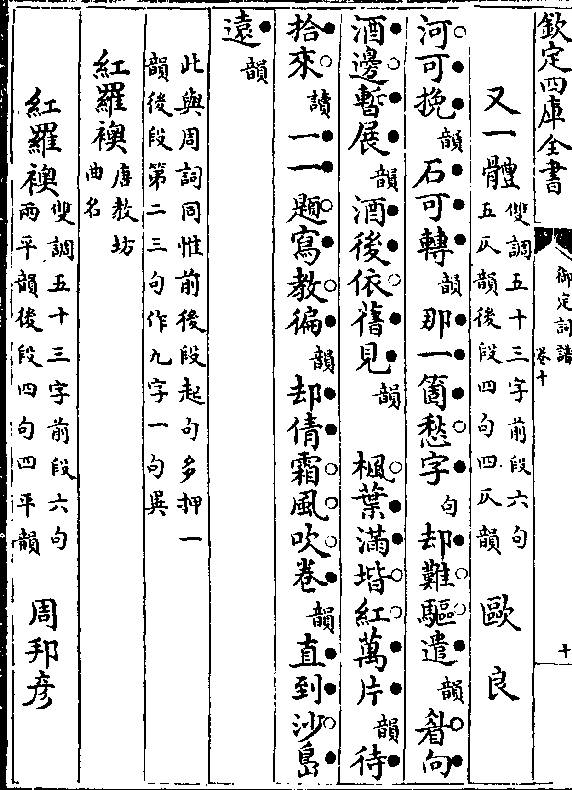 欽定四庫全書
御定詞譜
卷十
十
又一體 雙調五十三字前段六句
五仄韻後段四句四仄韻 歐良
河可挽韻石可轉韻那一箇愁字句却難驅遣韻眉向
酒邊暫展韻酒後依舊見韻 楓葉滿堦紅萬片韻待
拾來讀一一題寫教徧韻却倩霜風吹卷韻直到沙島
遠韻
此與周詞同惟前後段起句多押一
韻後段第二三句作九字一句異
紅羅襖 唐教坊
曲名
紅羅襖 雙調五十三字前段六句
兩平韻後段四句四平韻 周邦彥